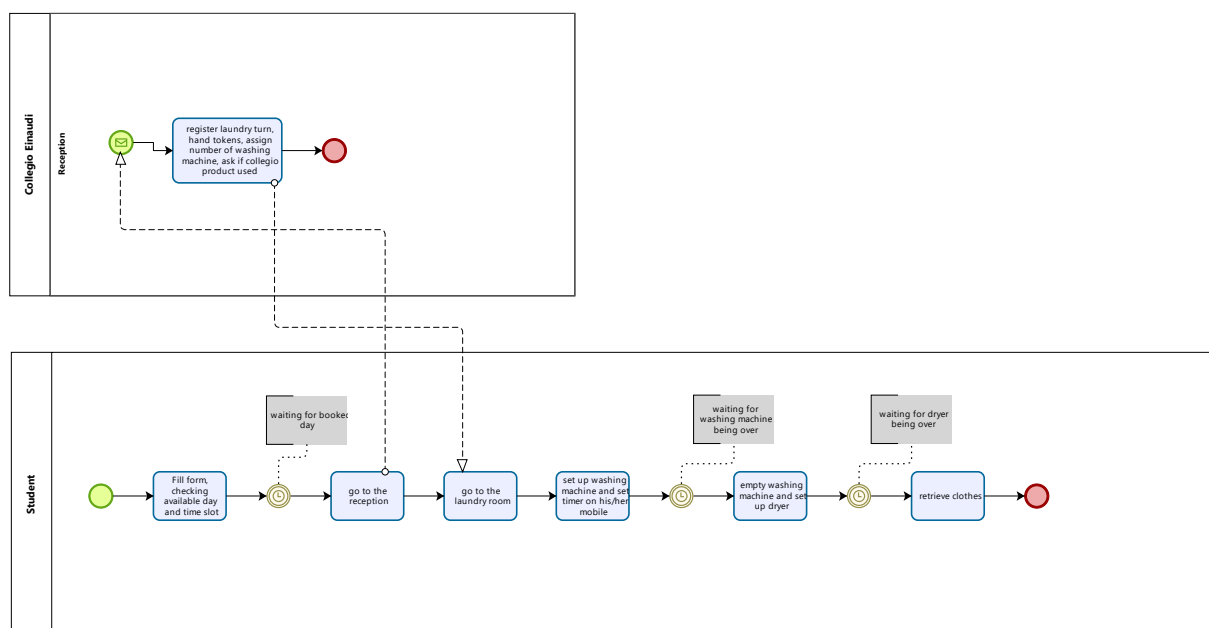 Collegio Einaudi
Reception
register laundry turn,
hand tokens, assign
number of washing
machine, ask if collegio
product used
Student
waiting for booked
day
waiting for
washing machine
being over
waiting for dryer
being over
Fill form,
checking
available day
and time slot
go to the
reception
go to the
laundry room
set up washing
machine and set
timer on his/her
mobile
empty washing
machine and set
up dryer
retrieve clothes